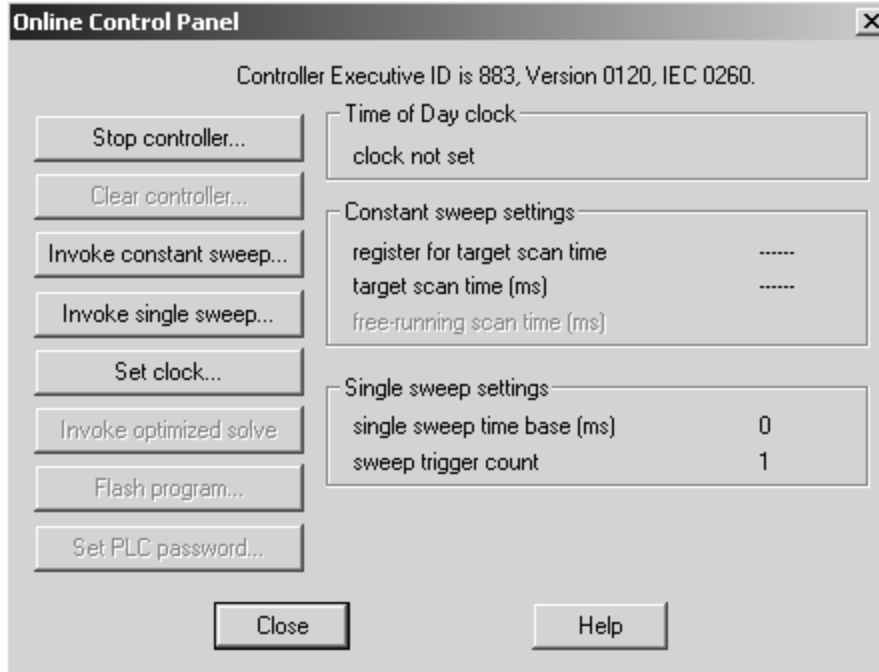 Online Control Panel
Controller Executive ID is 883, Version 0120, IEC 0260.
Stop controller...
Clear controller...
Invoke constant sweep...
Invoke single sweep...
Set clock...
Invoke optimized solve
Flash program...
Set PLC password...
Time of Day clock
clock not set
Constant sweep settings
register for target scan time ------
target scan time (ms) ------
free-running scan time (ms)
Single sweep settings
single sweep time base (ms) 0
sweep trigger count 1
Close
Help